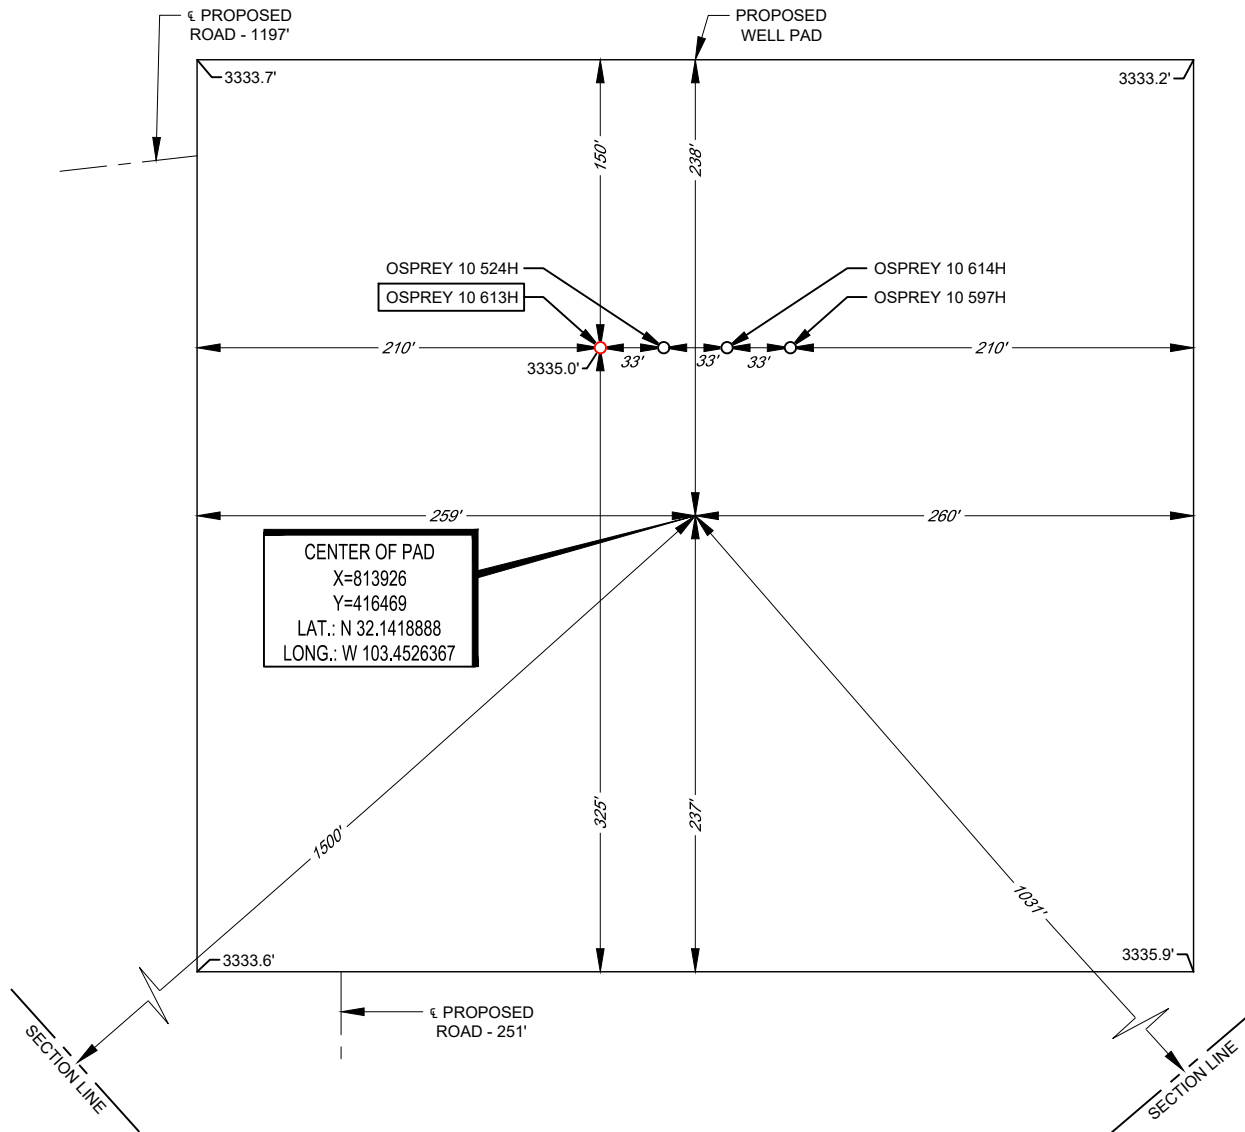 ℄ PROPOSED
ROAD - 1197'
PROPOSED
WELL PAD
3333.7'
3333.2'
150'
238'
OSPREY 10 524H
OSPREY 10 614H
OSPREY 10 613H
OSPREY 10 597H
210'
33'
33'
33'
210'
3335.0'
259'
260'
CENTER OF PAD
X=813926
Y=416469
LAT.: N 32.1418888
LONG.: W 103.4526367
325'
237'
1500'
1031'
3333.6'
3335.9'
℄ PROPOSED
ROAD - 251'
SECTION LINE
SECTION LINE